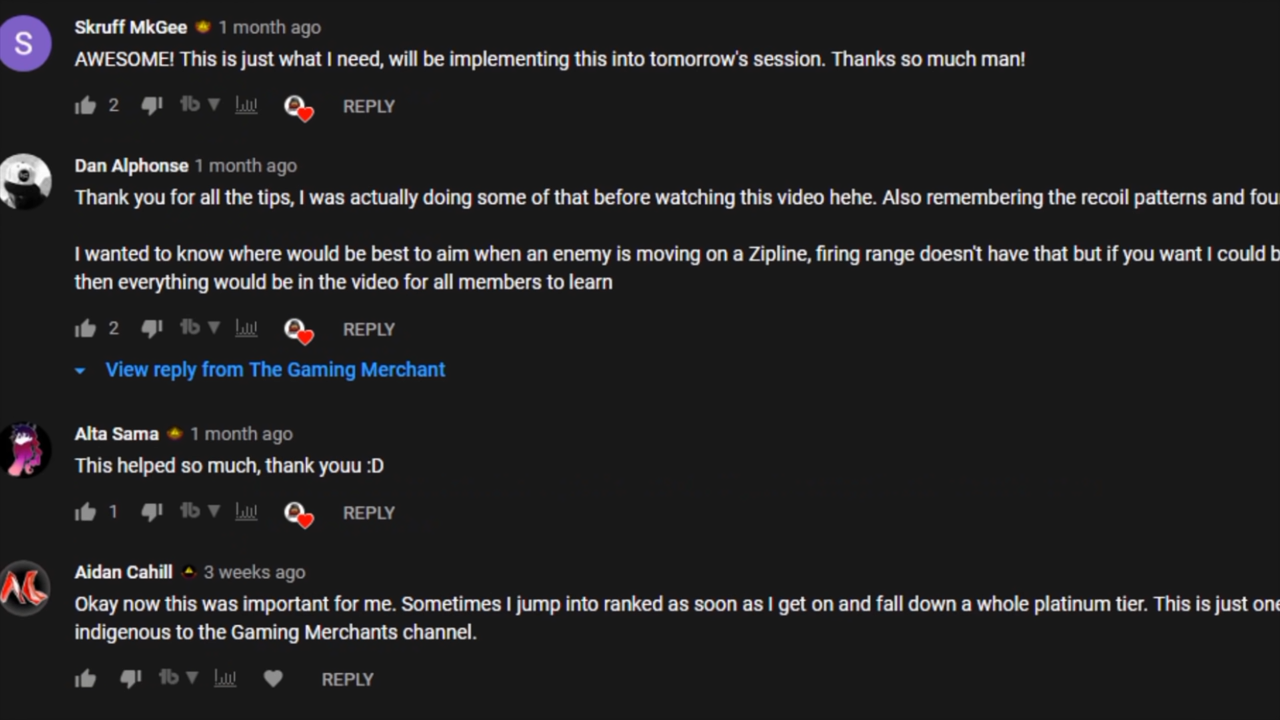 S
Skruff MkGee 1 month ago
AWESOME! This is just what I need, will be implementing this into tomorrow's session. Thanks so much man!
2 REPLY
Dan Alphonse 1 month ago
Thank you for all the tips, I was actually doing some of that before watching this video hehe. Also remembering the recoil patterns and
I wanted to know where would be best to aim when an enemy is moving on a Zipline, firing range doesn't have that but if you want I could
then everything would be in the video for all members to learn
2 REPLY
View reply from The Gaming Merchant
Alta Sama 1 month ago
This helped so much, thank youu :D
1 REPLY
Aidan Cahill 3 weeks ago
Okay now this was important for me. Sometimes I jump into ranked as soon as I get on and fall down a whole platinum tier. This is just
indigenous to the Gaming Merchants channel.
REPLY